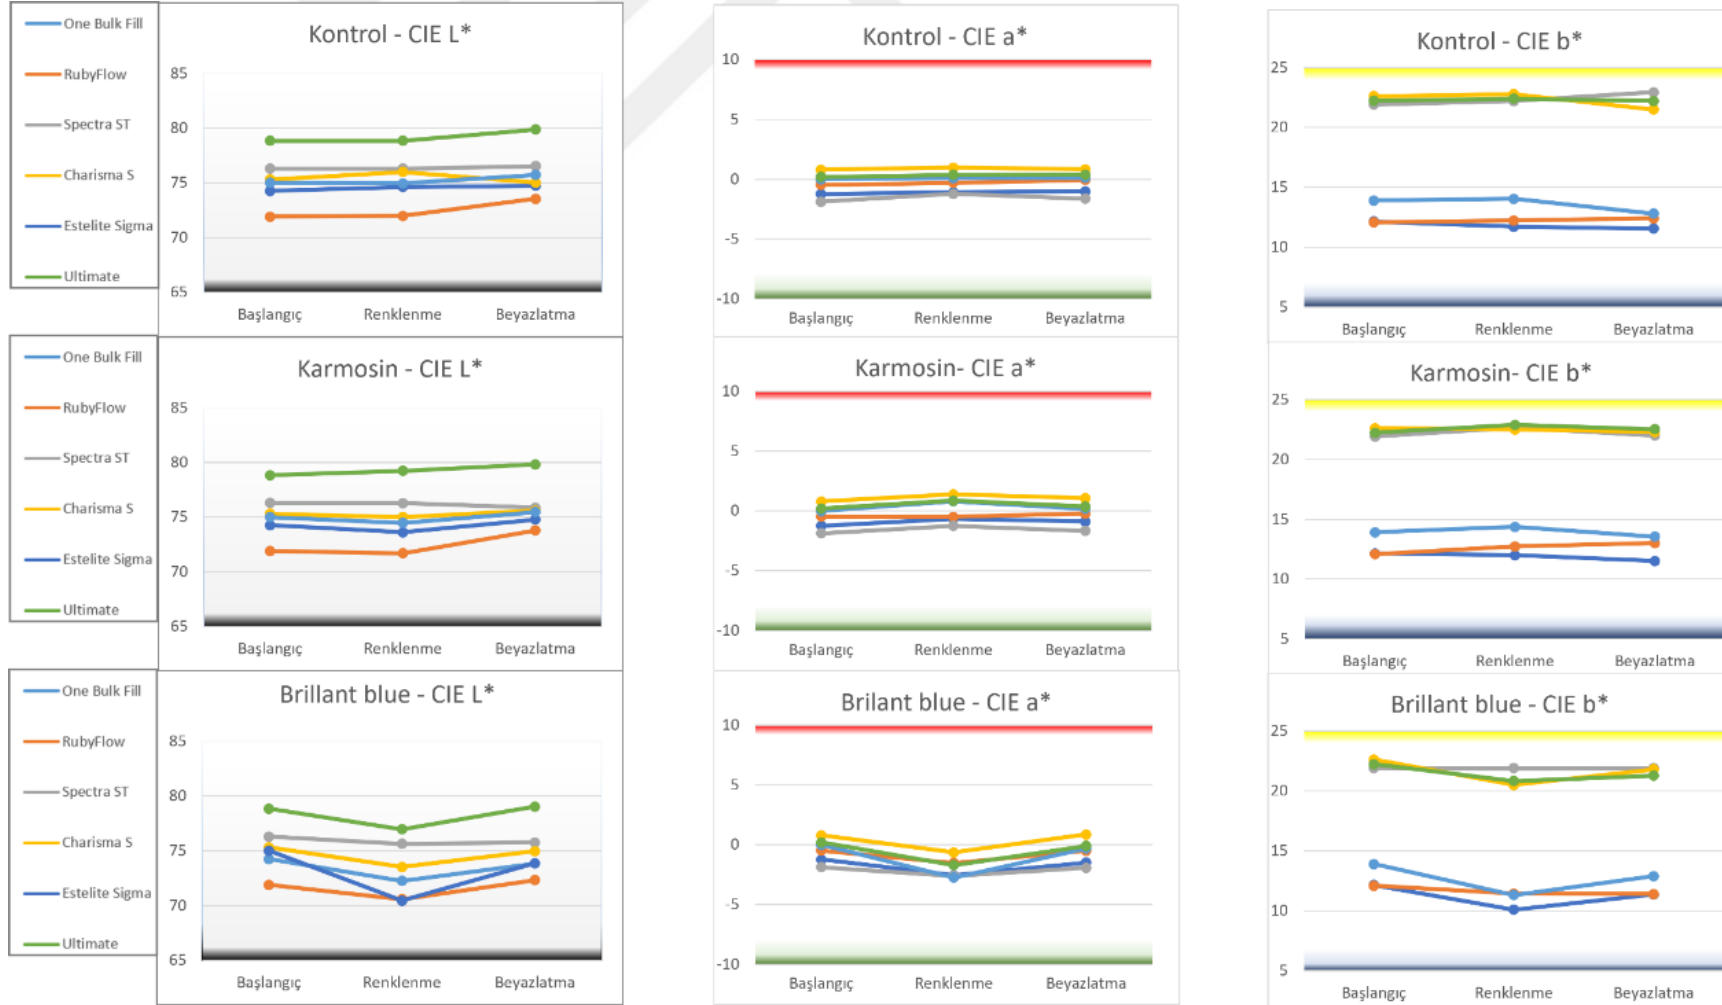 One Bulk Fill
RubyFlow
Spectra ST
Charisma S
Estelite Sigma
Ultimate
Kontrol - CIE L*
85
80
75
70
65
Başlangıç Renklenme Beyazlatma
Kontrol - CIE a*
10
5
0
-5
-10
Başlangıç Renklenme Beyazlatma
Kontrol - CIE b*
25
20
15
10
5
Başlangıç Renklenme Beyazlatma
One Bulk Fill
RubyFlow
Spectra ST
Charisma S
Estelite Sigma
Ultimate
Karmosin - CIE L*
85
80
75
70
65
Başlangıç Renklenme Beyazlatma
Karmosin- CIE a*
10
5
0
-5
-10
Başlangıç Renklenme Beyazlatma
Karmosin- CIE b*
25
20
15
10
5
Başlangıç Renklenme Beyazlatma
One Bulk Fill
RubyFlow
Spectra ST
Charisma S
Estelite Sigma
Ultimate
Brillant blue - CIE L*
85
80
75
70
65
Başlangıç Renklenme Beyazlatma
Brilant blue - CIE a*
10
5
0
-5
-10
Başlangıç Renklenme Beyazlatma
Brillant blue - CIE b*
25
20
15
10
5
Başlangıç Renklenme Beyazlatma